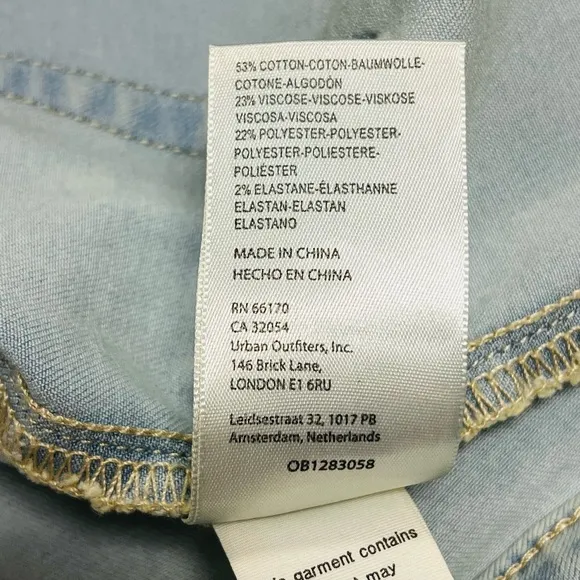 53% COTTON-COTON-BAUMWOLLE-
COTONE-ALGODÓN
23% VISCOSE-VISCOSE-VISKOSE
VISCOSA-VISCOSA
22% POLYESTER-POLYESTER-
POLYESTER-POLIESTERE-
POLIÉSTER
2% ELASTANE-ÉLASTHANNE
ELASTAN-ELASTAN
ELASTANO
MADE IN CHINA
HECHO EN CHINA
RN 66170
CA 32054
Urban Outfitters, Inc.
146 Brick Lane,
LONDON E1 6RU
Leidsestraat 32, 1017 PB
Amsterdam, Netherlands
OB1283058
garment contains
may